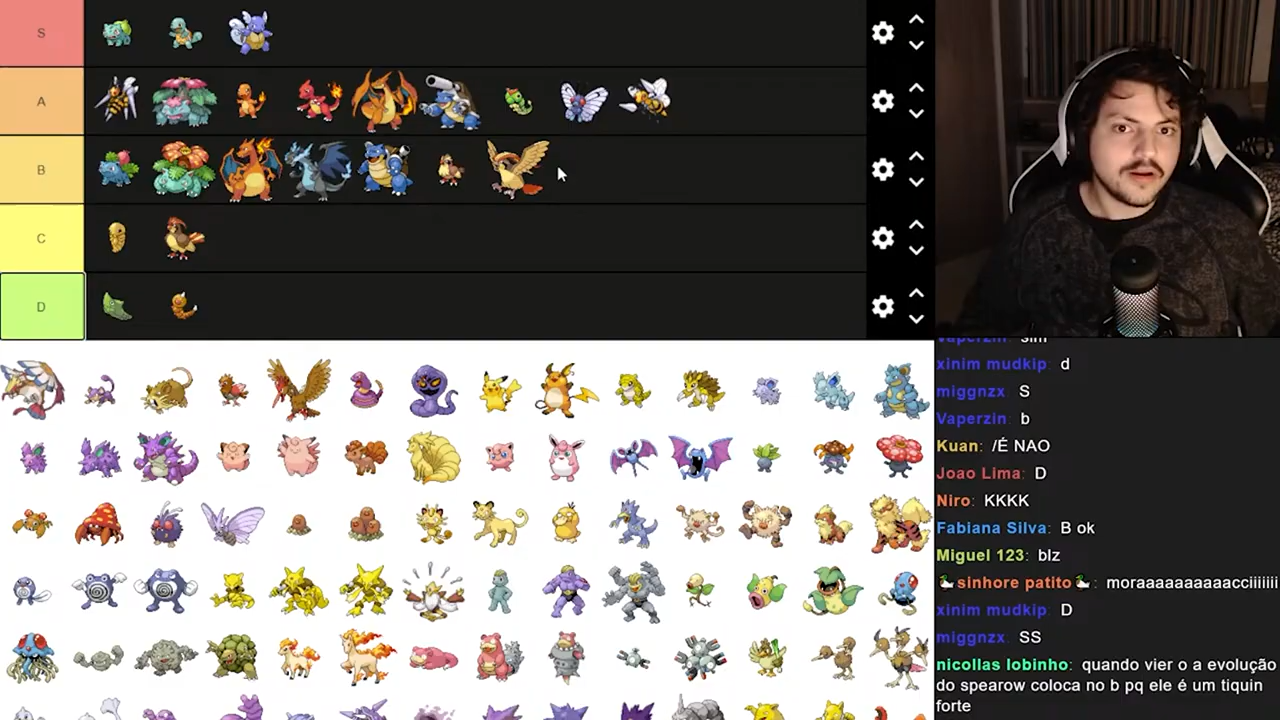 S
A
B
C
D
Vaperzin: sim
xinim mudkip: d
miggnzx: S
Vaperzin: b
Kuan: /É NAO
Joao Lima: D
Niro: KKKK
Fabiana Silva: B ok
Miguel 123: blz
sinhore patito: moraaaaaaaaaacciiiiiii
xinim mudkip: D
miggnzx: SS
nicollas lobinho: quando vier o a evolução
do spearow coloca no b pq ele é um tiquin
forte